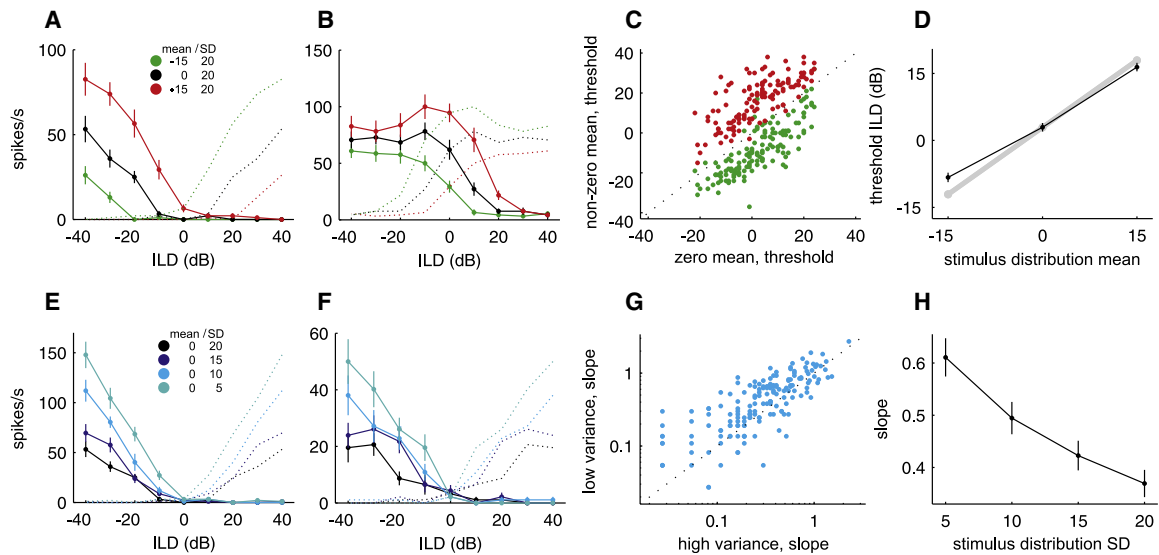 A
B
C
D
mean / SD
-15 20
0 20
+15 20
spikes/s
100
50
0
-40 -20 0 20 40
ILD (dB)
150
100
50
0
-40 -20 0 20 40
ILD (dB)
non-zero mean, threshold
40
20
0
-20
-40
-40 -20 0 20 40
zero mean, threshold
threshold ILD (dB)
15
0
-15
-15 0 15
stimulus distribution mean
E
F
G
H
mean / SD
0 20
0 15
0 10
0 5
spikes/s
150
100
50
0
-40 -20 0 20 40
ILD (dB)
60
40
20
0
-40 -20 0 20 40
ILD (dB)
low variance, slope
1
0.1
0.1 1
high variance, slope
slope
0.6
0.5
0.4
5 10 15 20
stimulus distribution SD